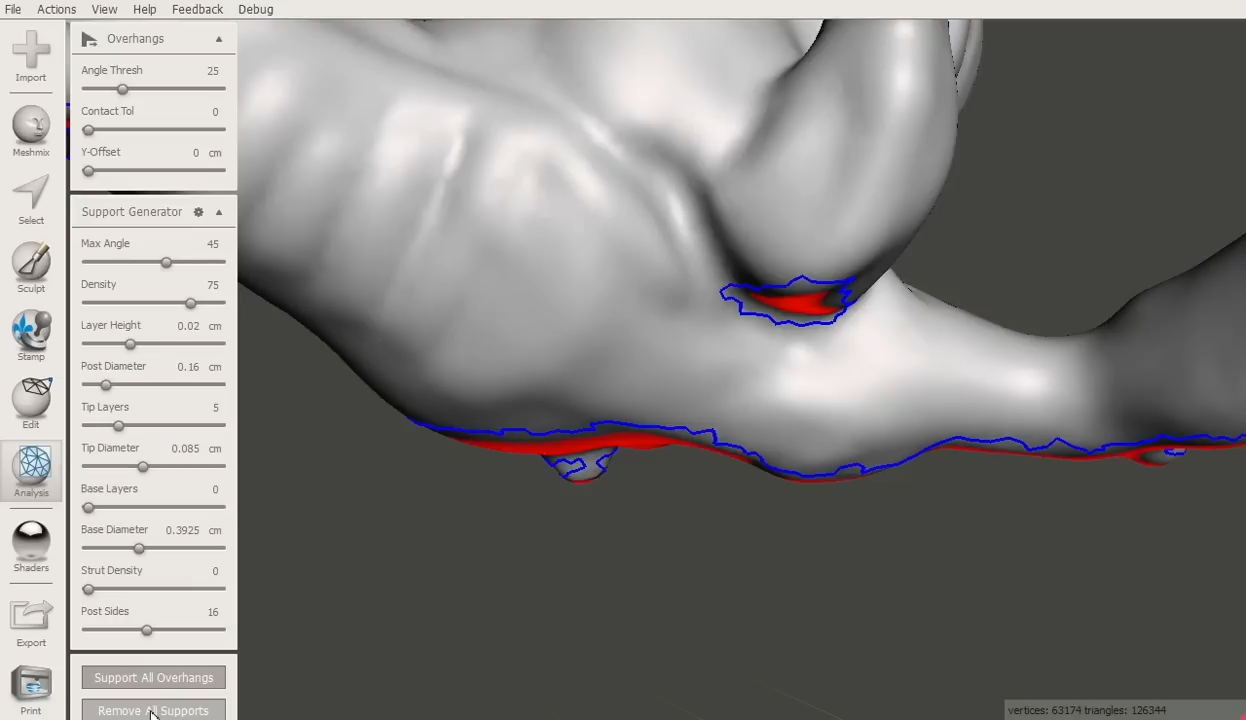 File Actions View Help Feedback Debug
Import
Meshmix
Select
Sculpt
Stamp
Edit
Analysis
Shaders
Export
Print
Overhangs
Angle Thresh 25
Contact Tol 0
Y-Offset 0 cm
Support Generator
Max Angle 45
Density 75
Layer Height 0.02 cm
Post Diameter 0.16 cm
Tip Layers 5
Tip Diameter 0.085 cm
Base Layers 0
Base Diameter 0.3925 cm
Strut Density 0
Post Sides 16
Support All Overhangs
Remove All Supports
vertices: 63174 triangles: 126344